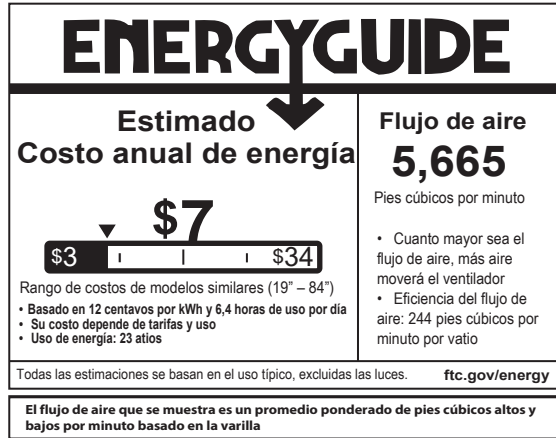 ENERGYGUIDE
Estimado
Costo anual de energía
$7
$3
$34
Rango de costos de modelos similares (19” – 84”)
• Basado en 12 centavos por kWh y 6,4 horas de uso por día
• Su costo depende de tarifas y uso
• Uso de energía: 23 atios
Flujo de aire
5,665
Pies cúbicos por minuto
• Cuanto mayor sea el
flujo de aire, más aire
moverá el ventilador
• Eficiencia del flujo de
aire: 244 pies cúbicos por
minuto por vatio
Todas las estimaciones se basan en el uso típico, excluidas las luces.
ftc.gov/energy
El flujo de aire que se muestra es un promedio ponderado de pies cúbicos altos y
bajos por minuto basado en la varilla